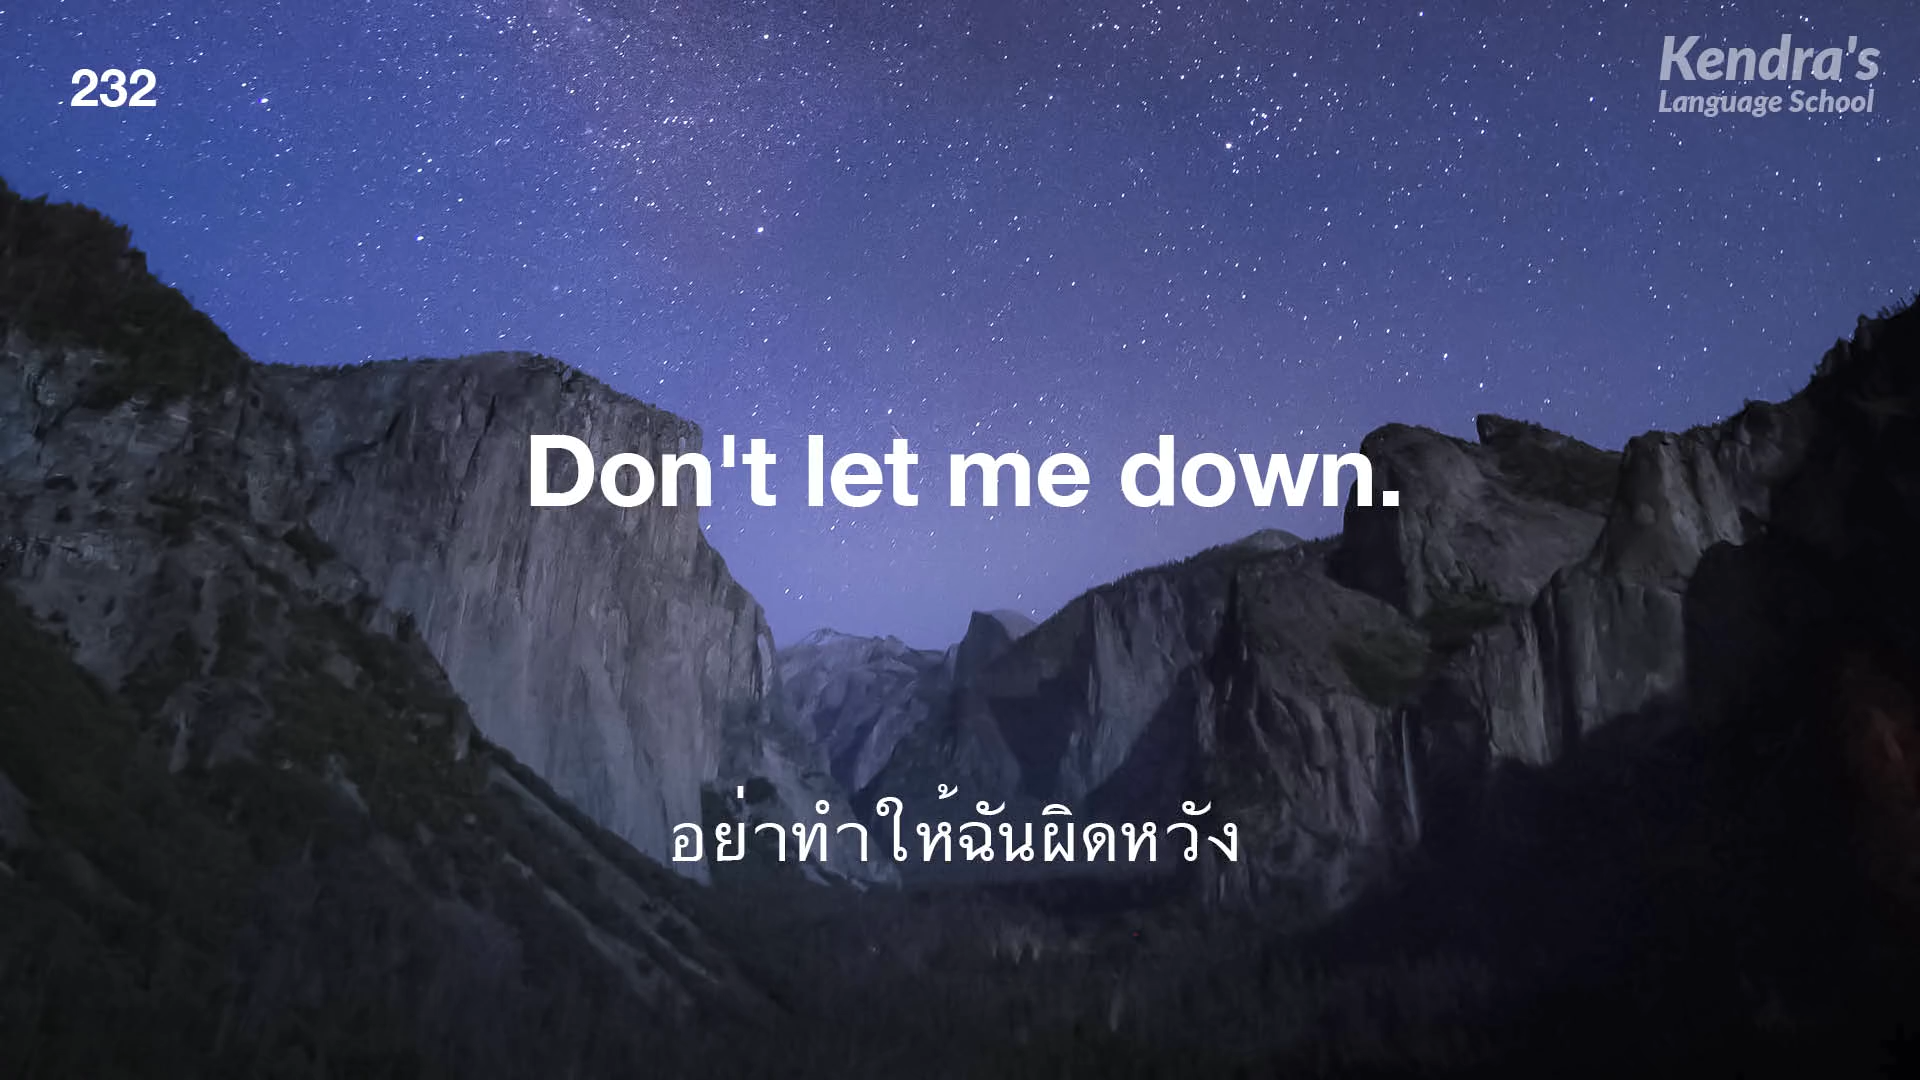 232
Kendra's
Language School
Don't let me down.
อย่าทำให้ฉันผิดหวัง